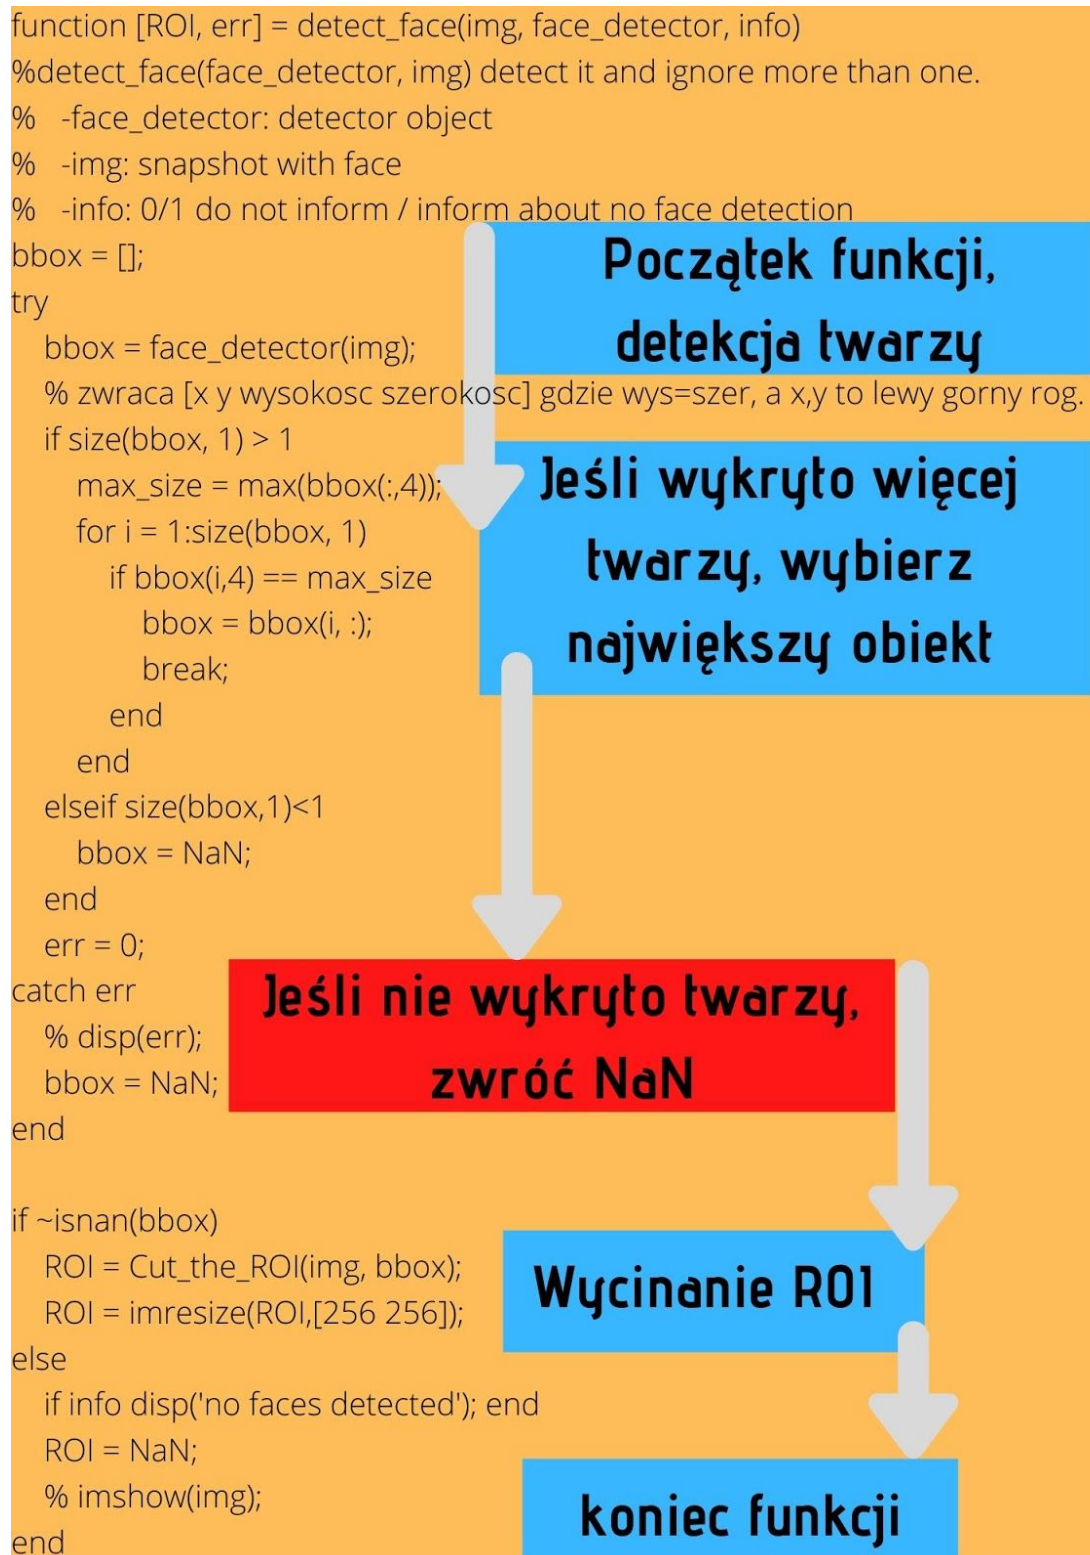 function [ROI, err] = detect_face(img, face_detector, info)
%detect_face(face_detector, img) detect it and ignore more than one.
%   -face_detector: detector object
%   -img: snapshot with face
%   -info: 0/1 do not inform / inform about no face detection
bbox = [];
try
Początek funkcji,
detekcja twarzy
    bbox = face_detector(img);
    % zwraca [x y wysokosc szerokosc] gdzie wys=szer, a x,y to lewy gorny rog.
    if size(bbox, 1) > 1
        max_size = max(bbox(:,4));
        for i = 1:size(bbox, 1)
            if bbox(i,4) == max_size
                bbox = bbox(i, :);
                break;
            end
        end
Jeśli wykryto więcej
twarzy, wybierz
największy obiekt
    elseif size(bbox,1)<1
        bbox = NaN;
    end
    err = 0;
catch err
    % disp(err);
    bbox = NaN;
end
Jeśli nie wykryto twarzy,
zwróć NaN
if ~isnan(bbox)
    ROI = Cut_the_ROI(img, bbox);
    ROI = imresize(ROI,[256 256]);
Wycinanie ROI
else
    if info disp('no faces detected'); end
    ROI = NaN;
    % imshow(img);
end
koniec funkcji